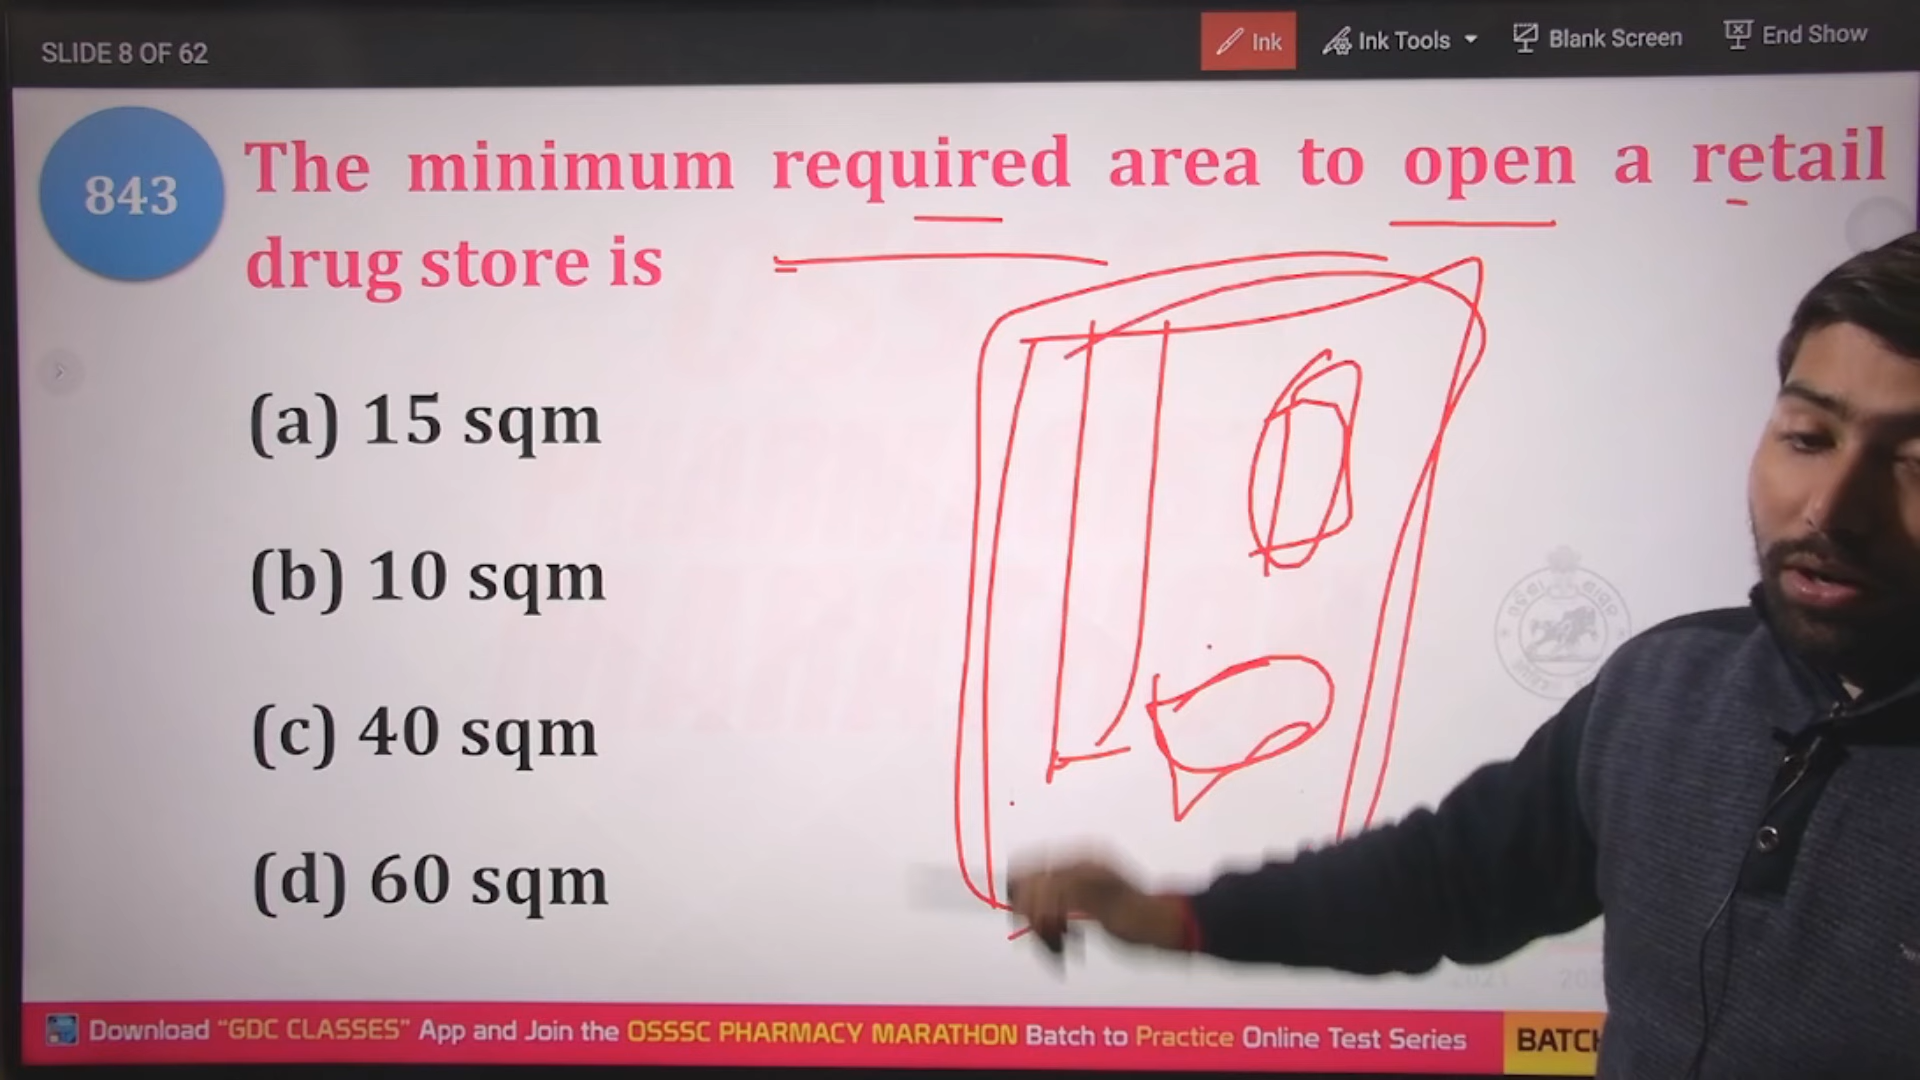 SLIDE 8 OF 62
Ink
Ink Tools
Blank Screen
End Show
843
The minimum required area to open a retail
drug store is
(a) 15 sqm
(b) 10 sqm
(c) 40 sqm
(d) 60 sqm
2021
Download "GDC CLASSES" App and Join the OSSSC PHARMACY MARATHON Batch to Practice Online Test Series